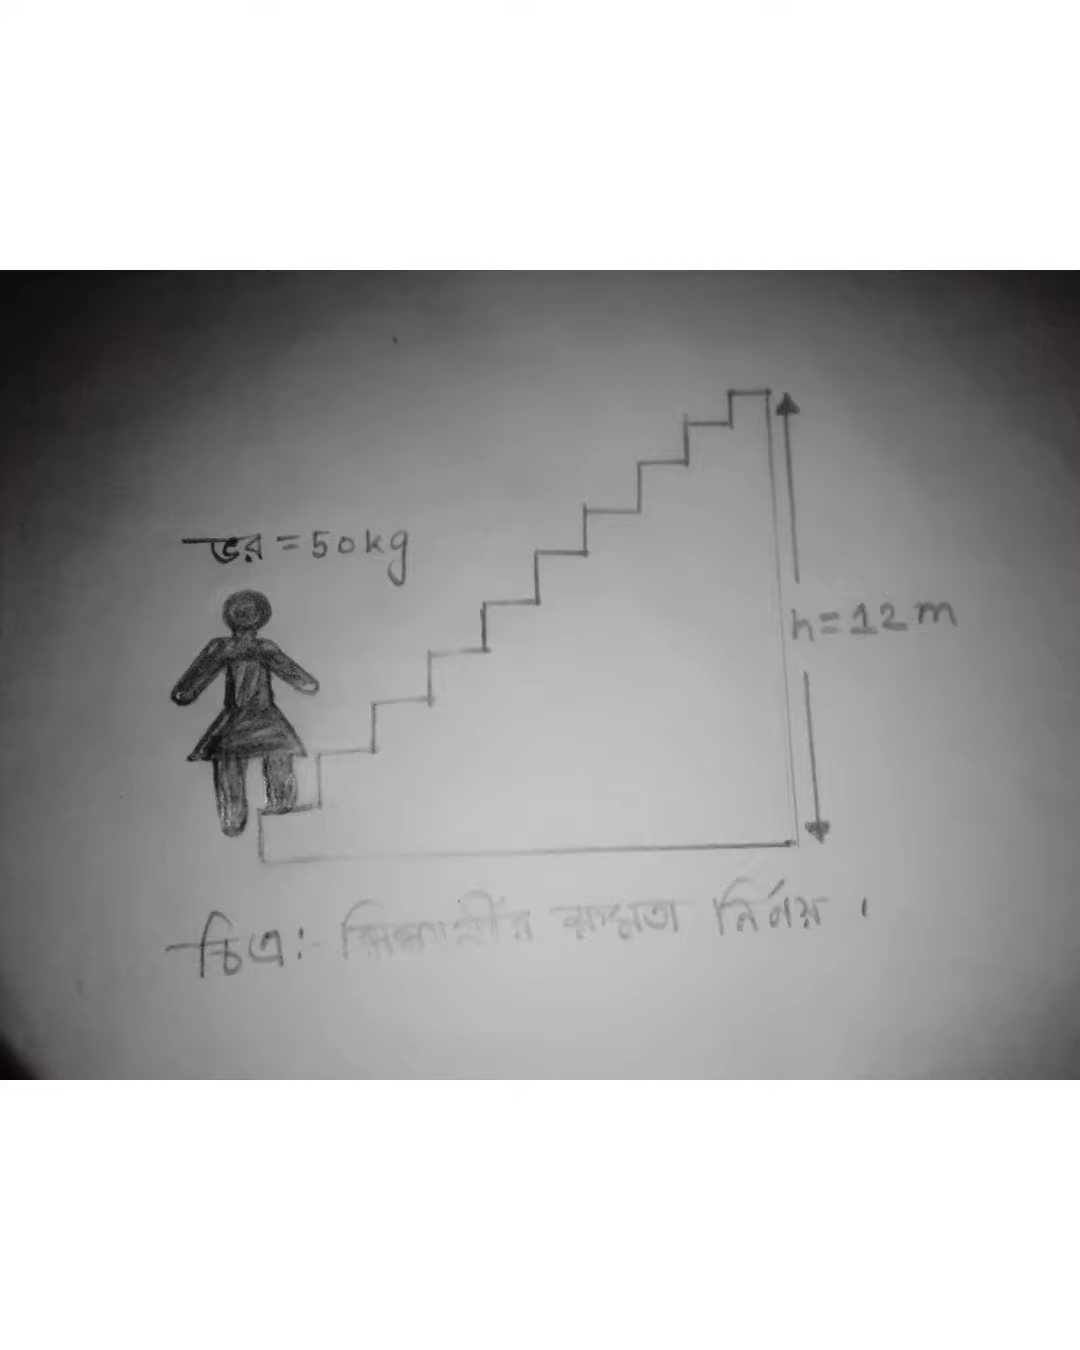 ভর = 50kg
h = 12m
চিত্র:- শিক্ষার্থীর ক্ষমতা নির্ণয় ।